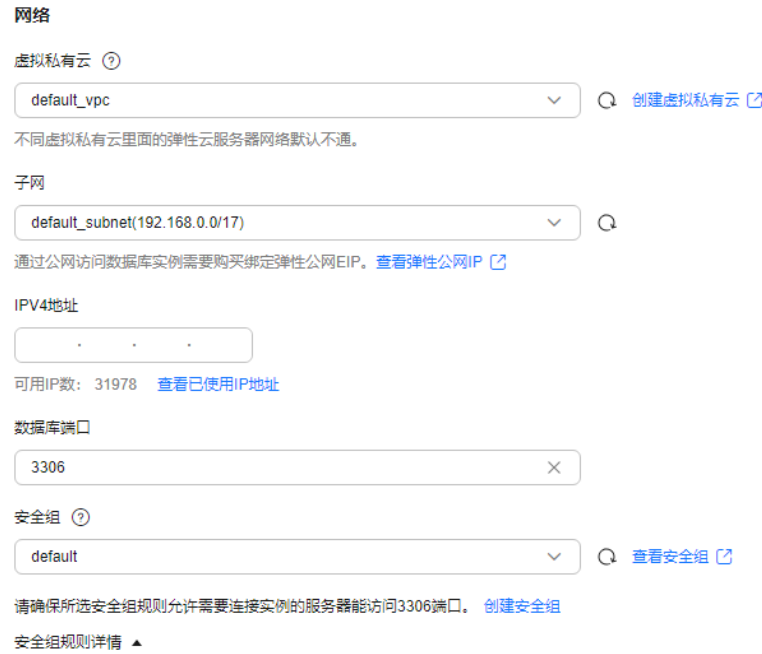 网络
虚拟私有云 ?
default_vpc 创建虚拟私有云
不同虚拟私有云里面的弹性云服务器网络默认不通。
子网
default_subnet(192.168.0.0/17)
通过公网访问数据库实例需要购买绑定弹性公网EIP。 查看弹性公网IP
IPV4地址
. . .
可用IP数： 31978 查看已使用IP地址
数据库端口
3306
安全组 ?
default 查看安全组
请确保所选安全组规则允许需要连接实例的服务器能访问3306端口。 创建安全组
安全组规则详情